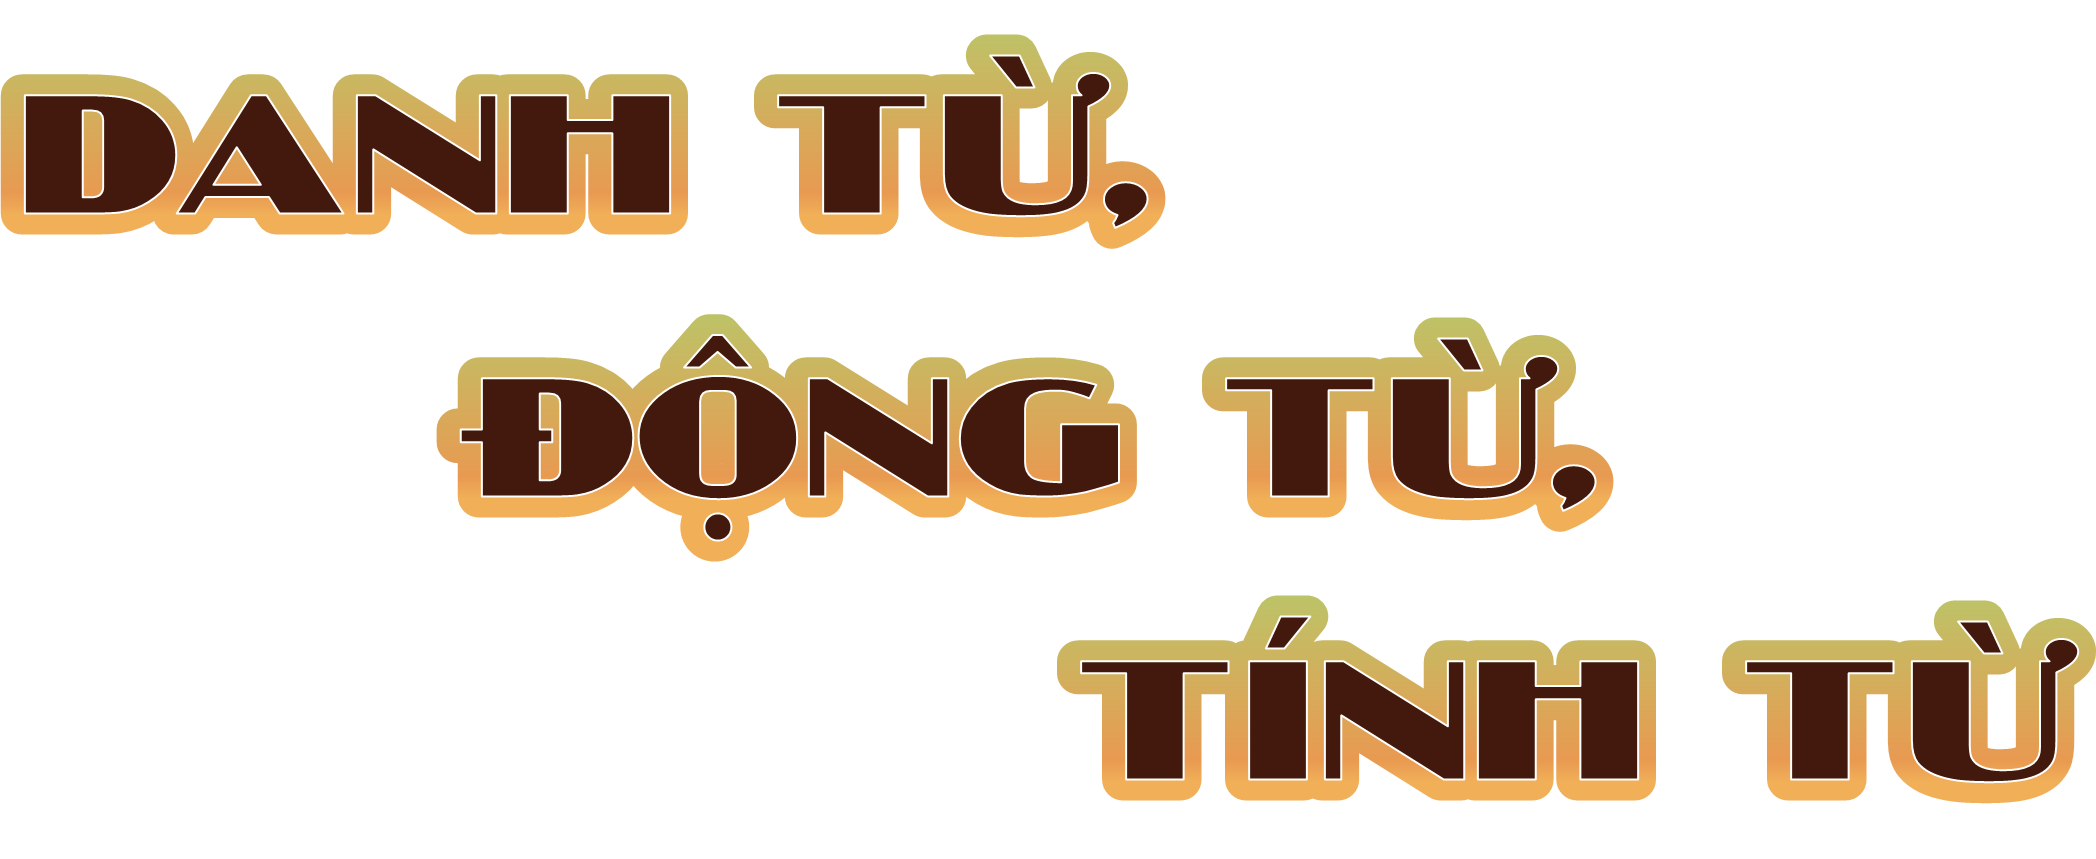 DANH TỪ,
ĐỘNG TỪ,
TÍNH TỪ